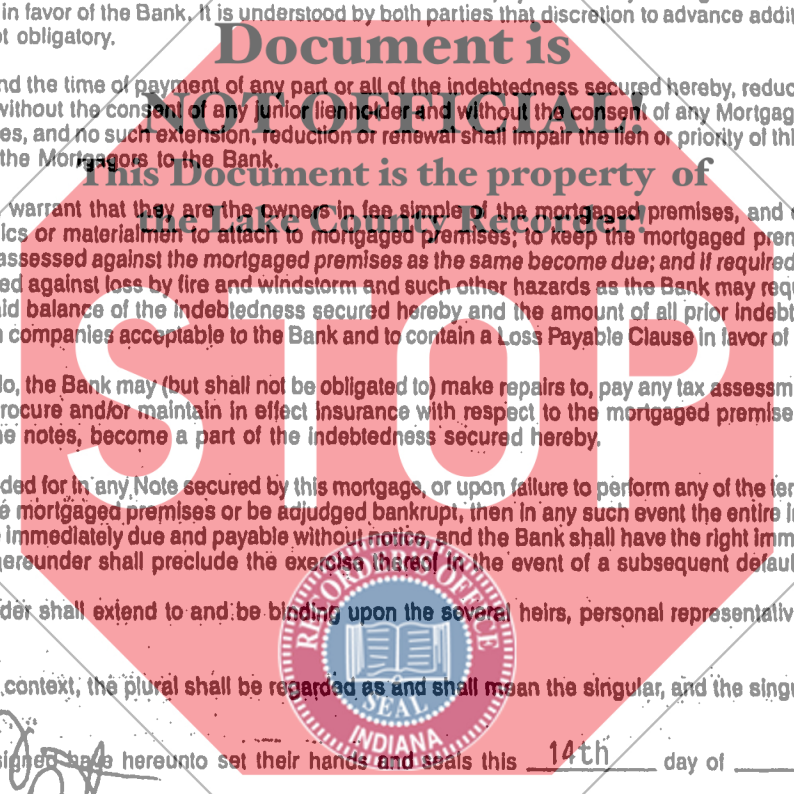 in favor of the Bank. It is understood by both parties that discretion to advance addit
ot obligatory.
Document is
nd the time of payment of any part or all of the indebtedness secured hereby, reduc
without the consent of any junior lienholder and without the consent of any Mortgag
NOT OFFICIAL!
es, and no such extension, reduction or renewal shall impair the lien or priority of thi
the Mortgagors to the Bank.
This Document is the property of
the Lake County Recorder!
warrant that they are the owners in fee simple of the mortgaged premises, and
ics or materialmen to attach to mortgaged premises; to keep the mortgaged prem
assessed against the mortgaged premises as the same become due; and if required
ed against loss by fire and windstorm and such other hazards as the Bank may requ
id balance of the indebtedness secured hereby and the amount of all prior indebt
n companies acceptable to the Bank and to contain a Loss Payable Clause in favor of
STOP
do, the Bank may (but shall not be obligated to) make repairs to, pay any tax assessm
rocure and/or maintain in effect insurance with respect to the mortgaged premise
he notes, become a part of the indebtedness secured hereby.
ded for in any Note secured by this mortgage, or upon failure to perform any of the ter
e mortgaged premises or be adjudged bankrupt, then in any such event the entire i
immediately due and payable without notice, and the Bank shall have the right imm
hereunder shall preclude the exercise thereof in the event of a subsequent defaul
der shall extend to and be binding upon the several heirs, personal representativ
context, the plural shall be regarded as and shall mean the singular, and the singu
RECORDER'S OFFICE
SEAL
INDIANA
signed have hereunto set their hands and seals this 14th day of